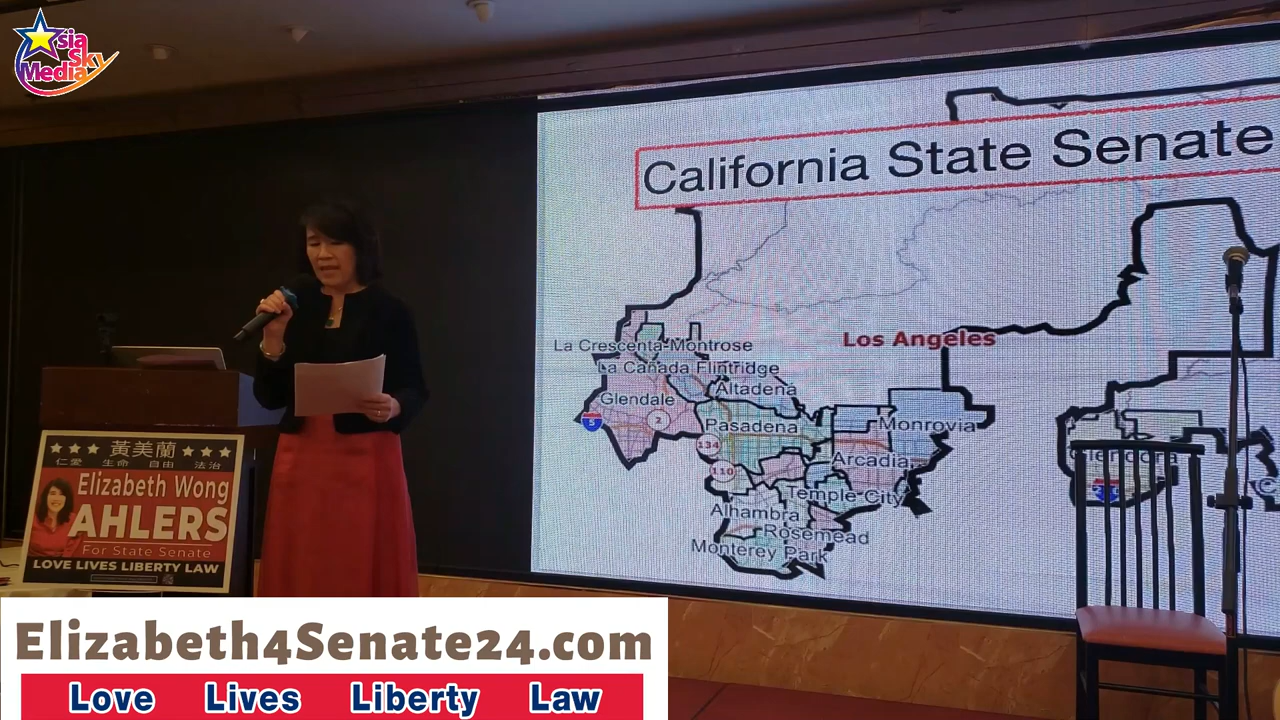 Asia
Sky
Media
California State Senate
Los Angeles
La Crescenta-Montrose
La Cañada Flintridge
Altadena
Glendale
5
2
Pasadena
134
Monrovia
Arcadia
110
Temple City
Alhambra
Rosemead
Monterey Park
Glendora
★★★ 黃美蘭 ★★★
仁愛 生命 自由 法治
Elizabeth Wong
AHLERS
For State Senate
LOVE LIVES LIBERTY LAW
Elizabeth4Senate24.com
Love Lives Liberty Law